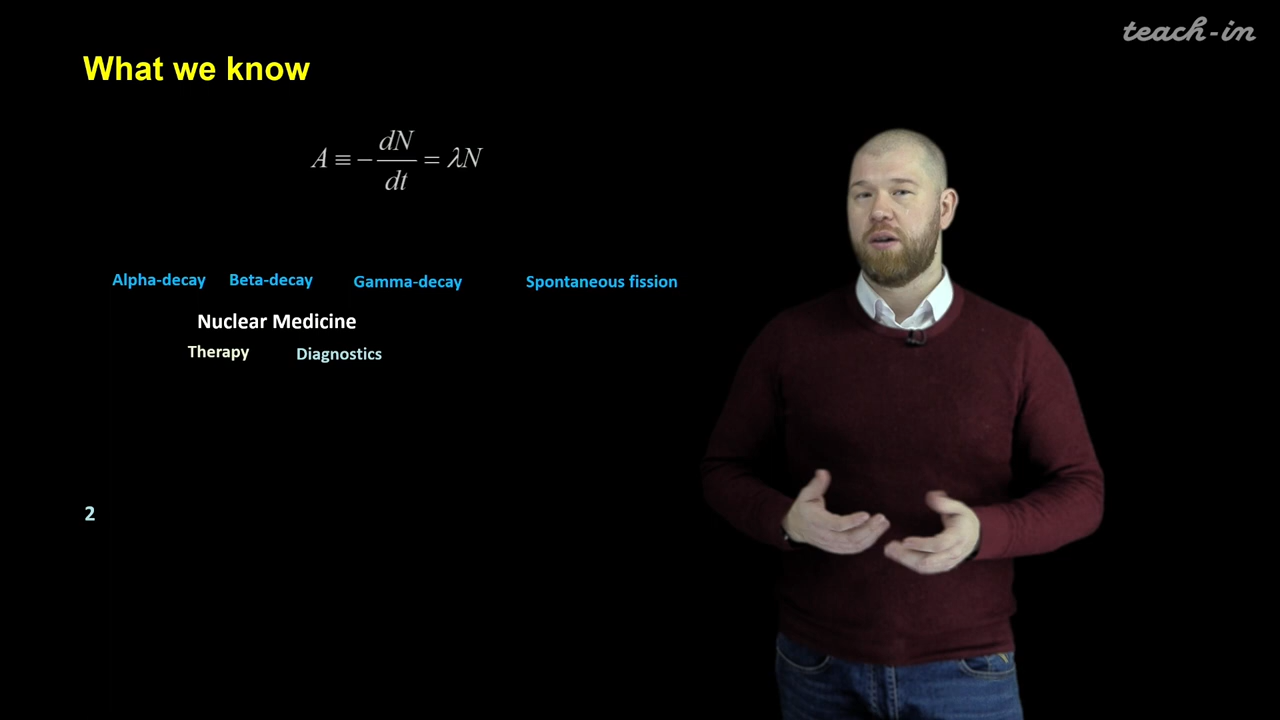 teach-in
What we know
A ≡ − dN/dt = λN
Alpha-decay Beta-decay Gamma-decay Spontaneous fission
Nuclear Medicine
Therapy Diagnostics
2